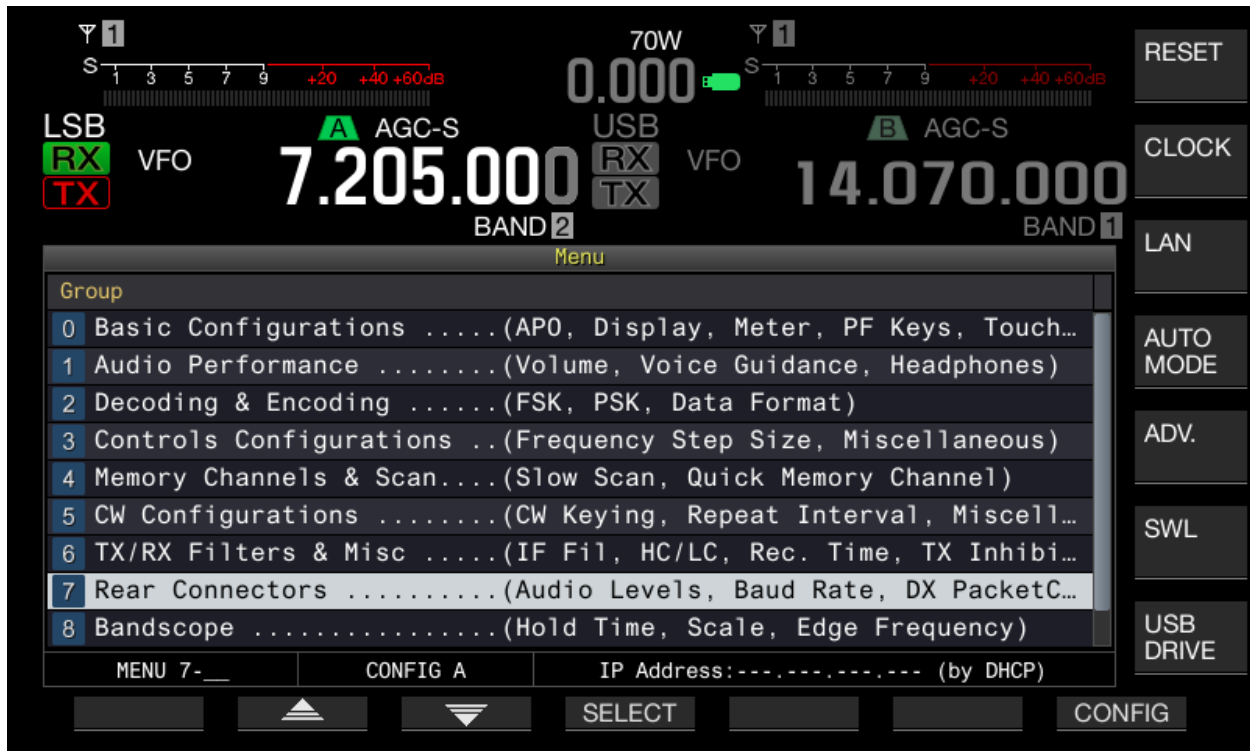 1
S 1 3 5 7 9 +20 +40 +60dB
70W
0.000
1
S 1 3 5 7 9 +20 +40 +60dB
LSB
A AGC-S
RX VFO
TX
7.205.000
BAND 2
USB
B AGC-S
RX VFO
TX
14.070.000
BAND 1
Menu
Group
0 Basic Configurations .....(APO, Display, Meter, PF Keys, Touch…
1 Audio Performance ........(Volume, Voice Guidance, Headphones)
2 Decoding & Encoding ......(FSK, PSK, Data Format)
3 Controls Configurations ..(Frequency Step Size, Miscellaneous)
4 Memory Channels & Scan....(Slow Scan, Quick Memory Channel)
5 CW Configurations ........(CW Keying, Repeat Interval, Miscell…
6 TX/RX Filters & Misc .....(IF Fil, HC/LC, Rec. Time, TX Inhibi…
7 Rear Connectors ..........(Audio Levels, Baud Rate, DX PacketC…
8 Bandscope ................(Hold Time, Scale, Edge Frequency)
MENU 7-__ CONFIG A IP Address:---.---.---.--- (by DHCP)
SELECT
CONFIG
RESET
CLOCK
LAN
AUTO
MODE
ADV.
SWL
USB
DRIVE